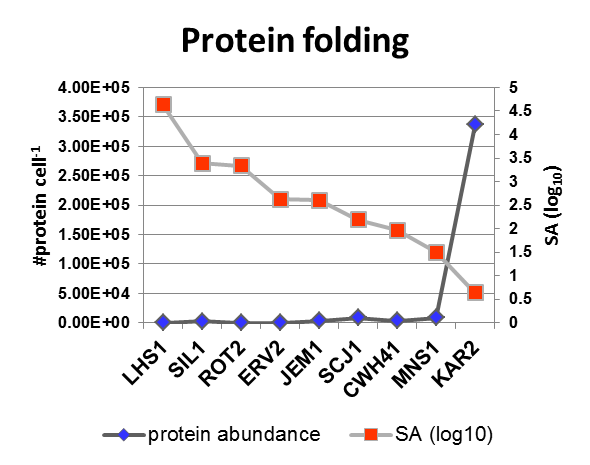 Protein folding
4.00E+05
3.50E+05
3.00E+05
2.50E+05
2.00E+05
1.50E+05
1.00E+05
5.00E+04
0.00E+00
#protein cell-1
5
4.5
4
3.5
3
2.5
2
1.5
1
0.5
0
SA (log10)
LHS1
SIL1
ROT2
ERV2
JEM1
SCJ1
CWH41
MNS1
KAR2
protein abundance
SA (log10)